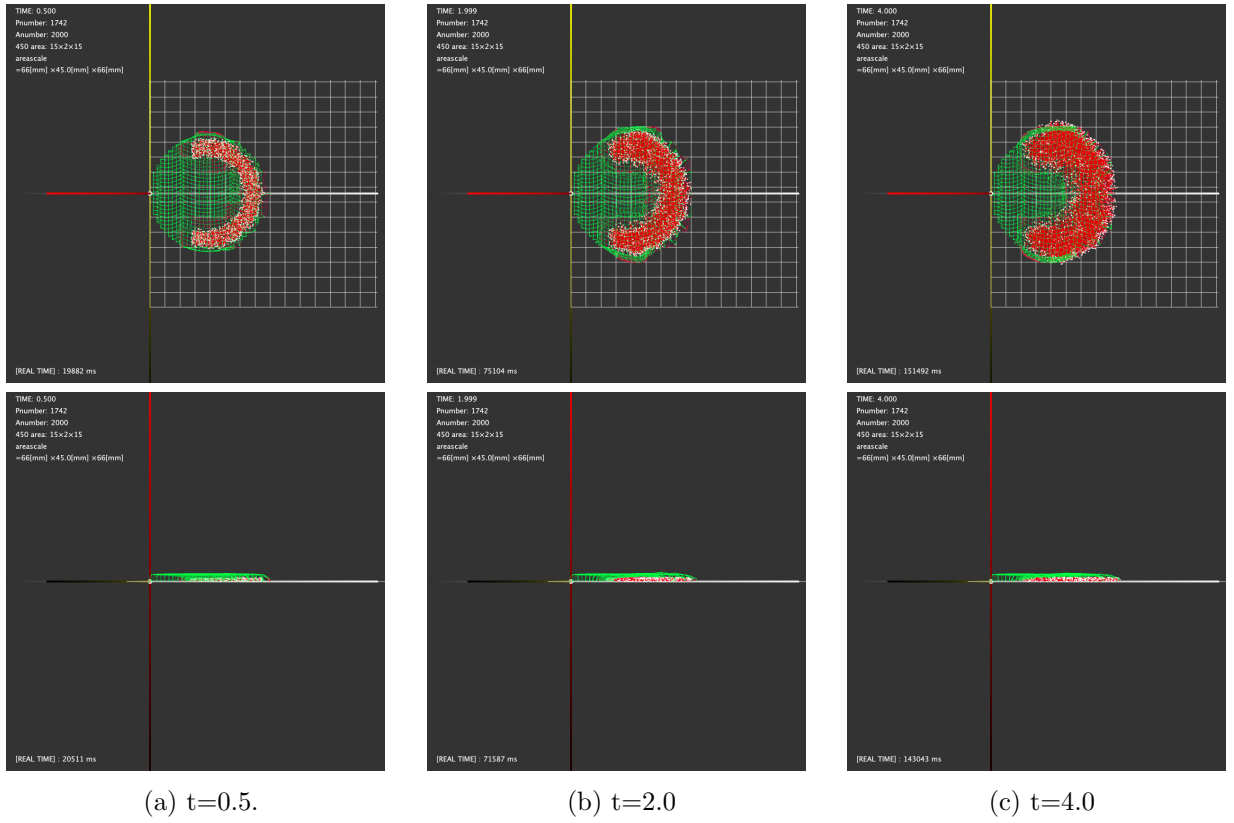 TIME: 0.500
Pnumber: 1742
Anumber: 2000
450 area: 15×2×15
areascale
=66[mm] ×45.0[mm] ×66[mm]
[REAL TIME] : 19882 ms
TIME: 1.999
Pnumber: 1742
Anumber: 2000
450 area: 15×2×15
areascale
=66[mm] ×45.0[mm] ×66[mm]
[REAL TIME] : 75104 ms
TIME: 4.000
Pnumber: 1742
Anumber: 2000
450 area: 15×2×15
areascale
=66[mm] ×45.0[mm] ×66[mm]
[REAL TIME] : 151492 ms
TIME: 0.500
Pnumber: 1742
Anumber: 2000
450 area: 15×2×15
areascale
=66[mm] ×45.0[mm] ×66[mm]
[REAL TIME] : 20511 ms
TIME: 1.999
Pnumber: 1742
Anumber: 2000
450 area: 15×2×15
areascale
=66[mm] ×45.0[mm] ×66[mm]
[REAL TIME] : 71587 ms
TIME: 4.000
Pnumber: 1742
Anumber: 2000
450 area: 15×2×15
areascale
=66[mm] ×45.0[mm] ×66[mm]
[REAL TIME] : 143043 ms
(a) t=0.5.
(b) t=2.0
(c) t=4.0